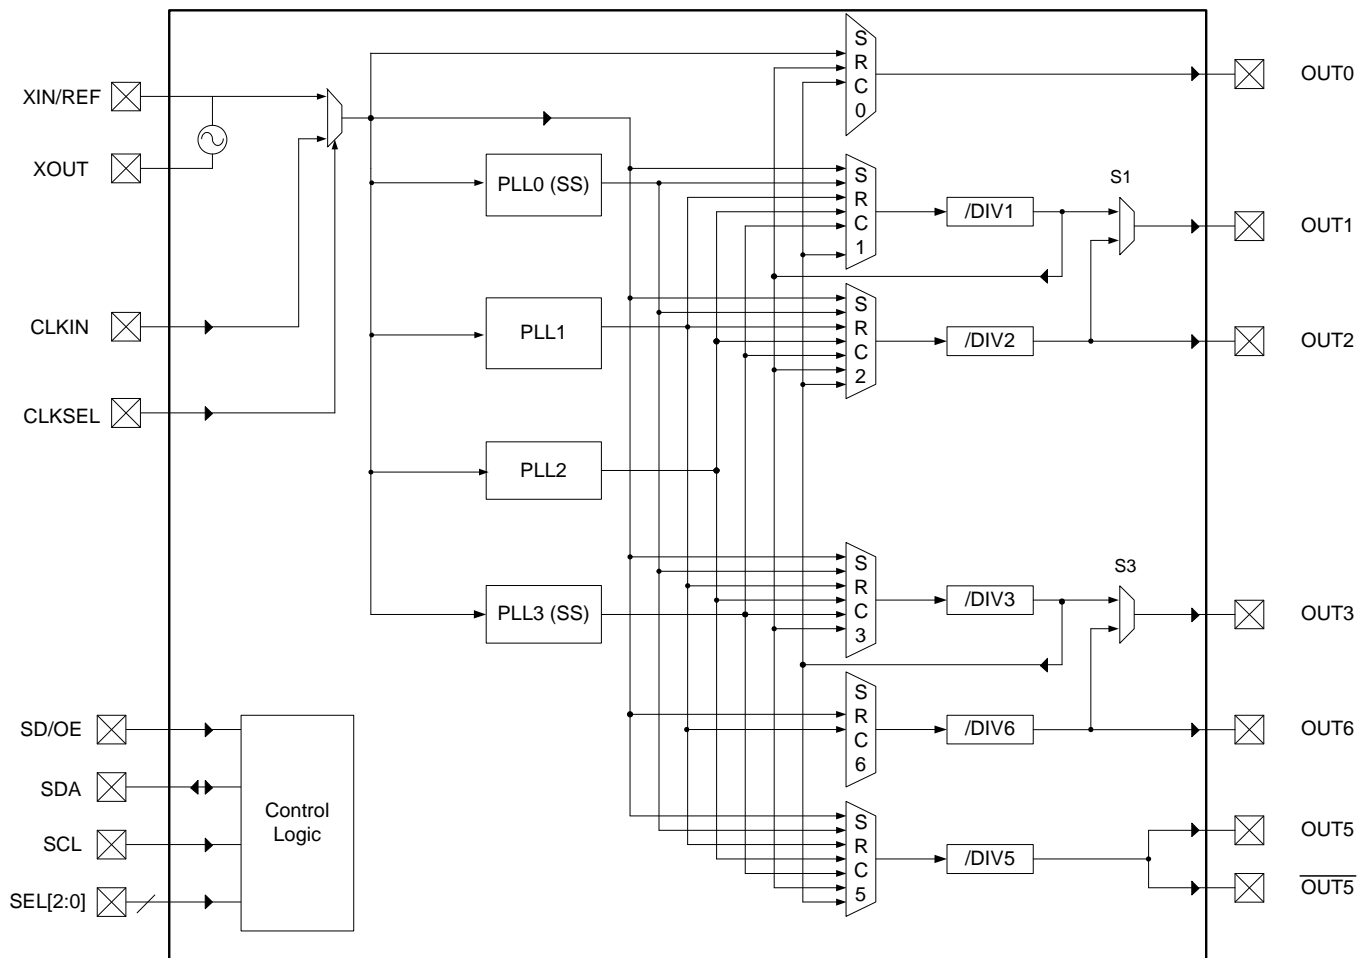 XIN/REF
XOUT
CLKIN
CLKSEL
SD/OE
SDA
SCL
SEL[2:0]
Control
Logic
PLL0 (SS)
PLL1
PLL2
PLL3 (SS)
S
R
C
0
S
R
C
1
S
R
C
2
S
R
C
3
S
R
C
6
S
R
C
5
/DIV1
/DIV2
/DIV3
/DIV6
/DIV5
S1
S3
OUT0
OUT1
OUT2
OUT3
OUT6
OUT5
OUT5